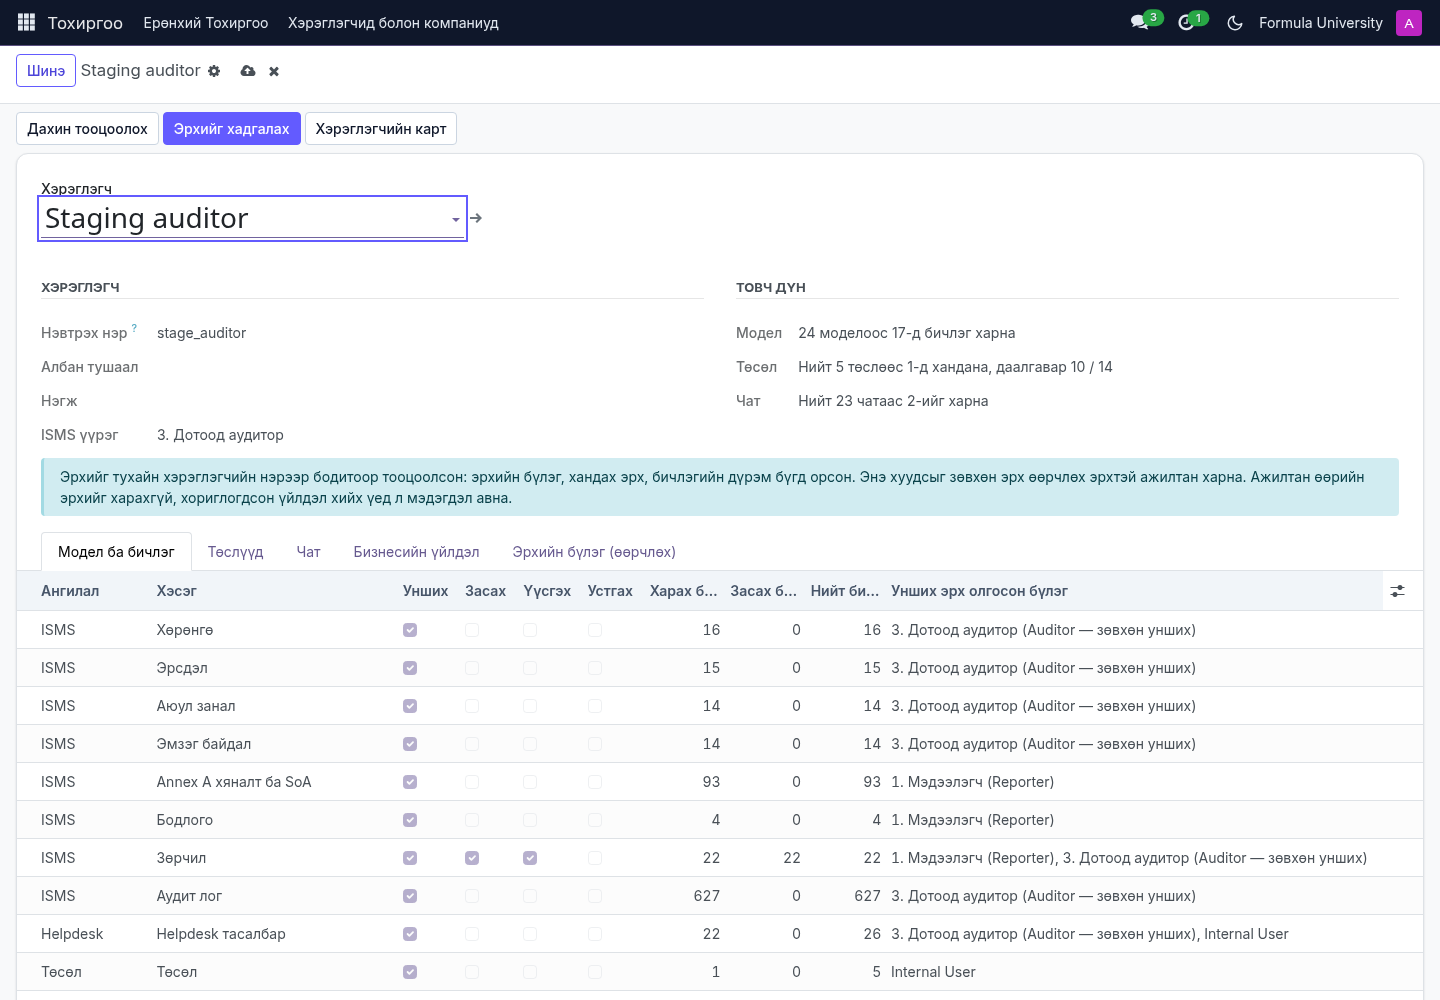 Тохиргоо Ерөнхий Тохиргоо Хэрэглэгчид болон компаниуд 3 1 Formula University A
Шинэ Staging auditor
Дахин тооцоолох Эрхийг хадгалах Хэрэглэгчийн карт
Хэрэглэгч
Staging auditor
ХЭРЭГЛЭГЧ
Нэвтрэх нэр ? stage_auditor
Албан тушаал
Нэгж
ISMS үүрэг 3. Дотоод аудитор
ТОВЧ ДҮН
Модел 24 моделоос 17-д бичлэг харна
Төсөл Нийт 5 төслөөс 1-д хандана, даалгавар 10 / 14
Чат Нийт 23 чатаас 2-ийг харна
Эрхийг тухайн хэрэглэгчийн нэрээр бодитоор тооцоолсон: эрхийн бүлэг, хандах эрх, бичлэгийн дүрэм бүгд орсон. Энэ хуудсыг зөвхөн эрх өөрчлөх эрхтэй ажилтан харна. Ажилтан өөрийн
эрхийг харахгүй, хориглогдсон үйлдэл хийх үед л мэдэгдэл авна.
Модел ба бичлэг Төслүүд Чат Бизнесийн үйлдэл Эрхийн бүлэг (өөрчлөх)
Ангилал Хэсэг Унших Засах Үүсгэх Устгах Харах б... Засах б... Нийт би... Унших эрх олгосон бүлэг
ISMS Хөрөнгө 16 0 16 3. Дотоод аудитор (Auditor — зөвхөн унших)
ISMS Эрсдэл 15 0 15 3. Дотоод аудитор (Auditor — зөвхөн унших)
ISMS Аюул занал 14 0 14 3. Дотоод аудитор (Auditor — зөвхөн унших)
ISMS Эмзэг байдал 14 0 14 3. Дотоод аудитор (Auditor — зөвхөн унших)
ISMS Annex A хяналт ба SoA 93 0 93 1. Мэдээлэгч (Reporter)
ISMS Бодлого 4 0 4 1. Мэдээлэгч (Reporter)
ISMS Зөрчил 22 22 22 1. Мэдээлэгч (Reporter), 3. Дотоод аудитор (Auditor — зөвхөн унших)
ISMS Аудит лог 627 0 627 3. Дотоод аудитор (Auditor — зөвхөн унших)
Helpdesk Helpdesk тасалбар 22 0 26 3. Дотоод аудитор (Auditor — зөвхөн унших), Internal User
Төсөл Төсөл 1 0 5 Internal User